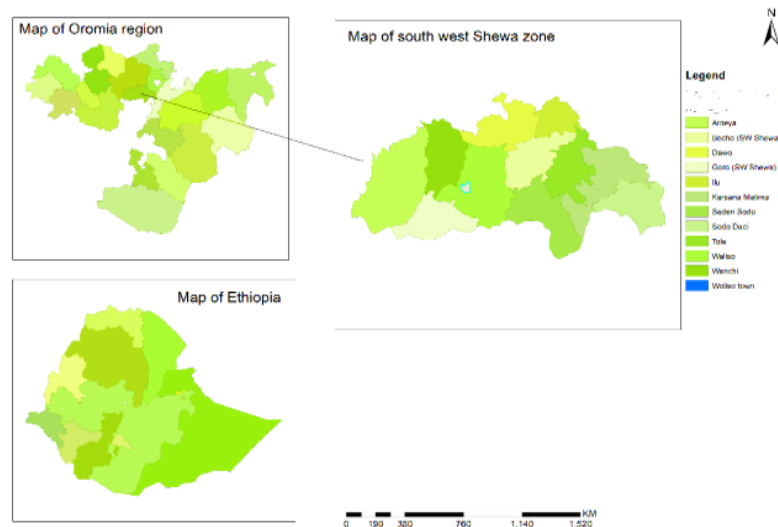 Map of Oromia region
Map of south west Shewa zone
N
Legend
Ameya
Becho (SW Shewa
Dawo
Goro (SW Shewa)
Ilu
Kersana Malima
Seden Sodo
Sodo Daci
Tole
Waliso
Wenchi
Woliso town
Map of Ethiopia
KM
0 190 380 760 1.140 1.520